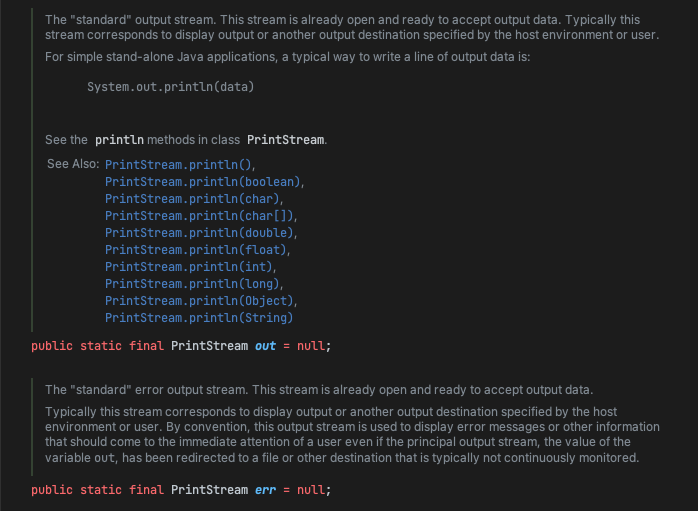 The "standard" output stream. This stream is already open and ready to accept output data. Typically this
stream corresponds to display output or another output destination specified by the host environment or user.
For simple stand-alone Java applications, a typical way to write a line of output data is:
System.out.println(data)
See the println methods in class PrintStream.
See Also: PrintStream.println(),
PrintStream.println(boolean),
PrintStream.println(char),
PrintStream.println(char[]),
PrintStream.println(double),
PrintStream.println(float),
PrintStream.println(int),
PrintStream.println(long),
PrintStream.println(Object),
PrintStream.println(String)
public static final PrintStream out = null;
The "standard" error output stream. This stream is already open and ready to accept output data.
Typically this stream corresponds to display output or another output destination specified by the host
environment or user. By convention, this output stream is used to display error messages or other information
that should come to the immediate attention of a user even if the principal output stream, the value of the
variable out, has been redirected to a file or other destination that is typically not continuously monitored.
public static final PrintStream err = null;